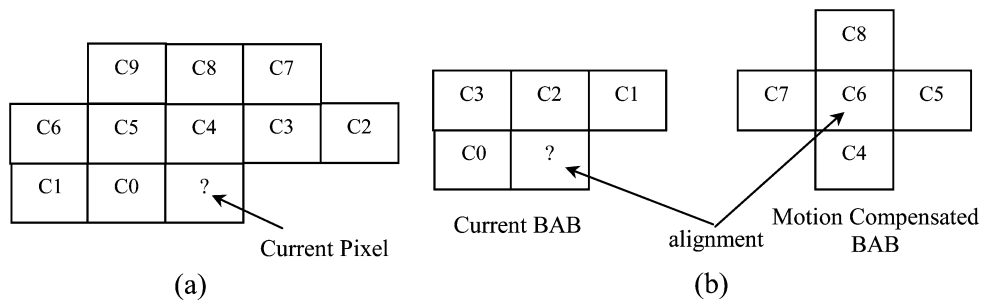 C9 C8 C7
C6 C5 C4 C3 C2
C1 C0 ?
Current Pixel
(a)
C3 C2 C1
C0 ?
Current BAB
alignment
C8
C7 C6 C5
C4
Motion Compensated
BAB
(b)